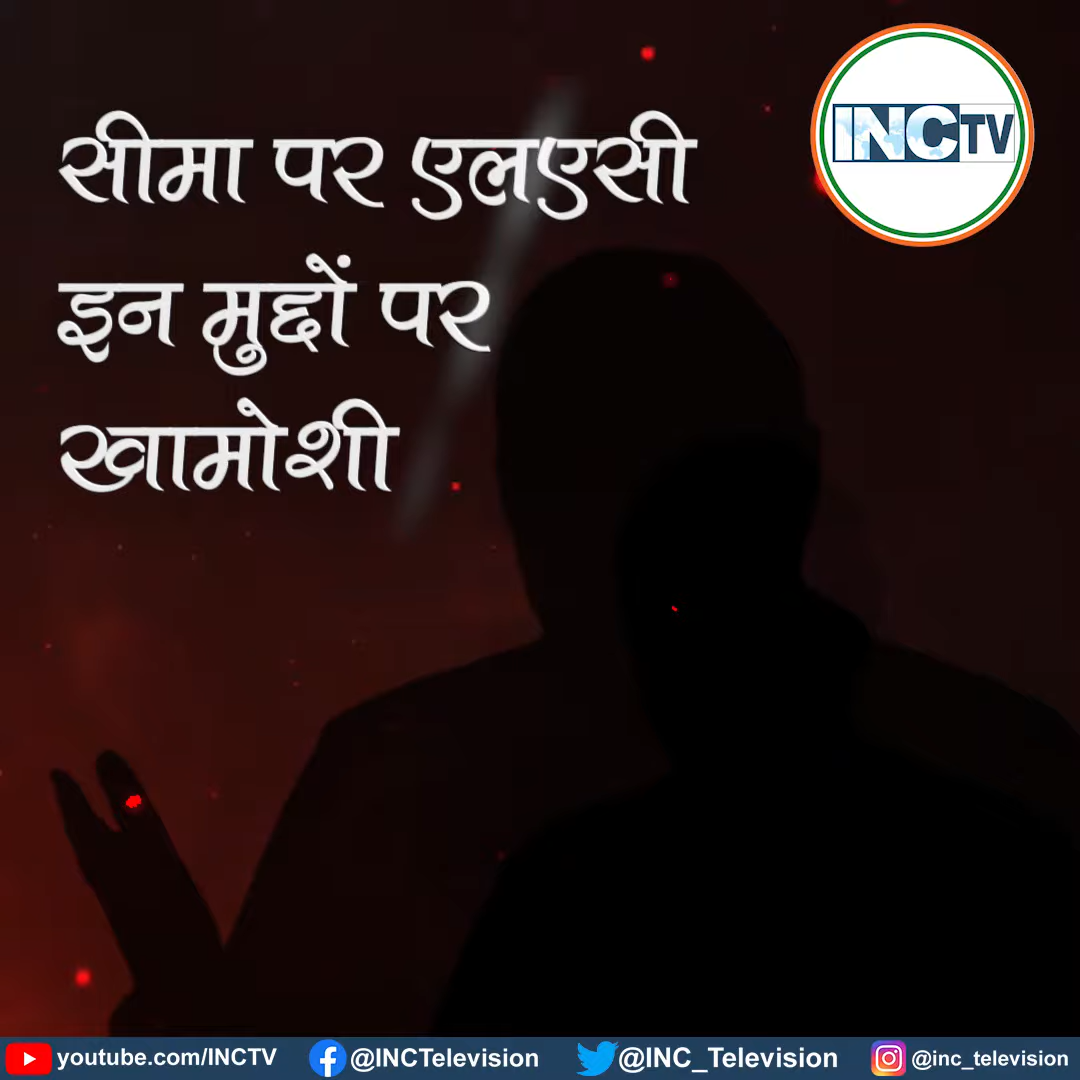 सीमा पर एलएसी
इन मुद्दों पर
खामोशी
INCTV
youtube.com/INCTV @INCTelevision @INC_Television @inc_television